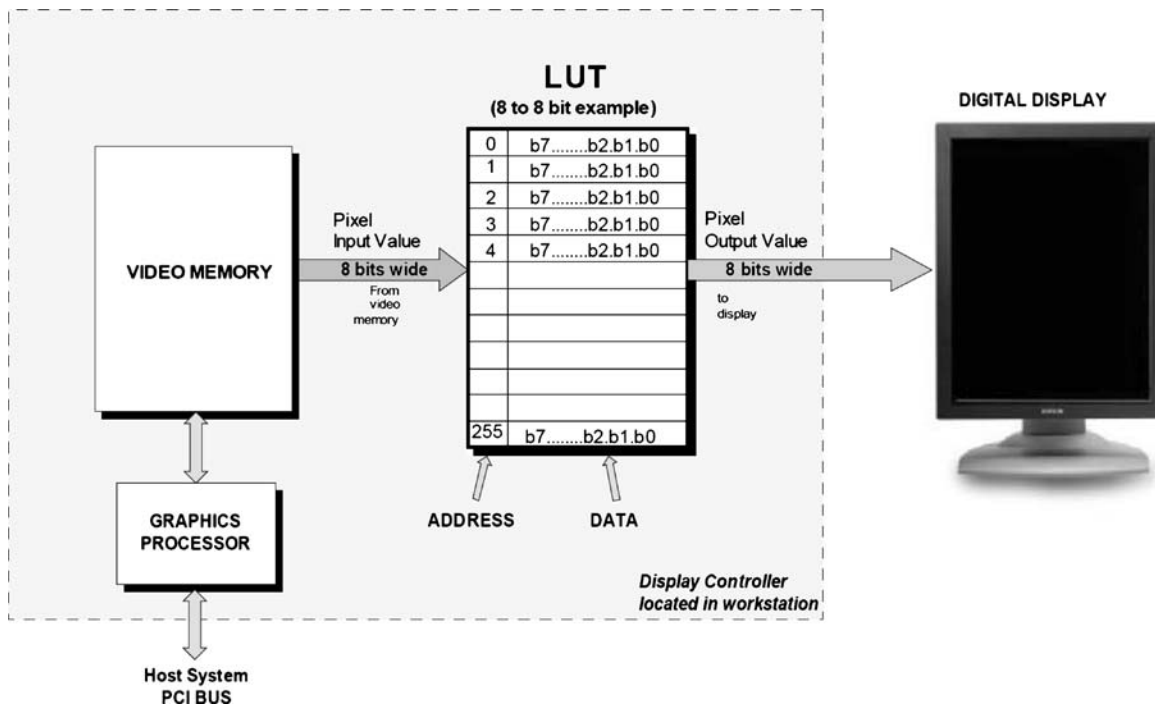 LUT
(8 to 8 bit example)
DIGITAL DISPLAY
VIDEO MEMORY
Pixel
Input Value
8 bits wide
From
video
memory
0 b7........b2.b1.b0
1 b7........b2.b1.b0
2 b7........b2.b1.b0
3 b7........b2.b1.b0
4 b7........b2.b1.b0
255 b7........b2.b1.b0
Pixel
Output Value
8 bits wide
to
display
ADDRESS
DATA
GRAPHICS
PROCESSOR
Display Controller
located in workstation
Host System
PCI BUS